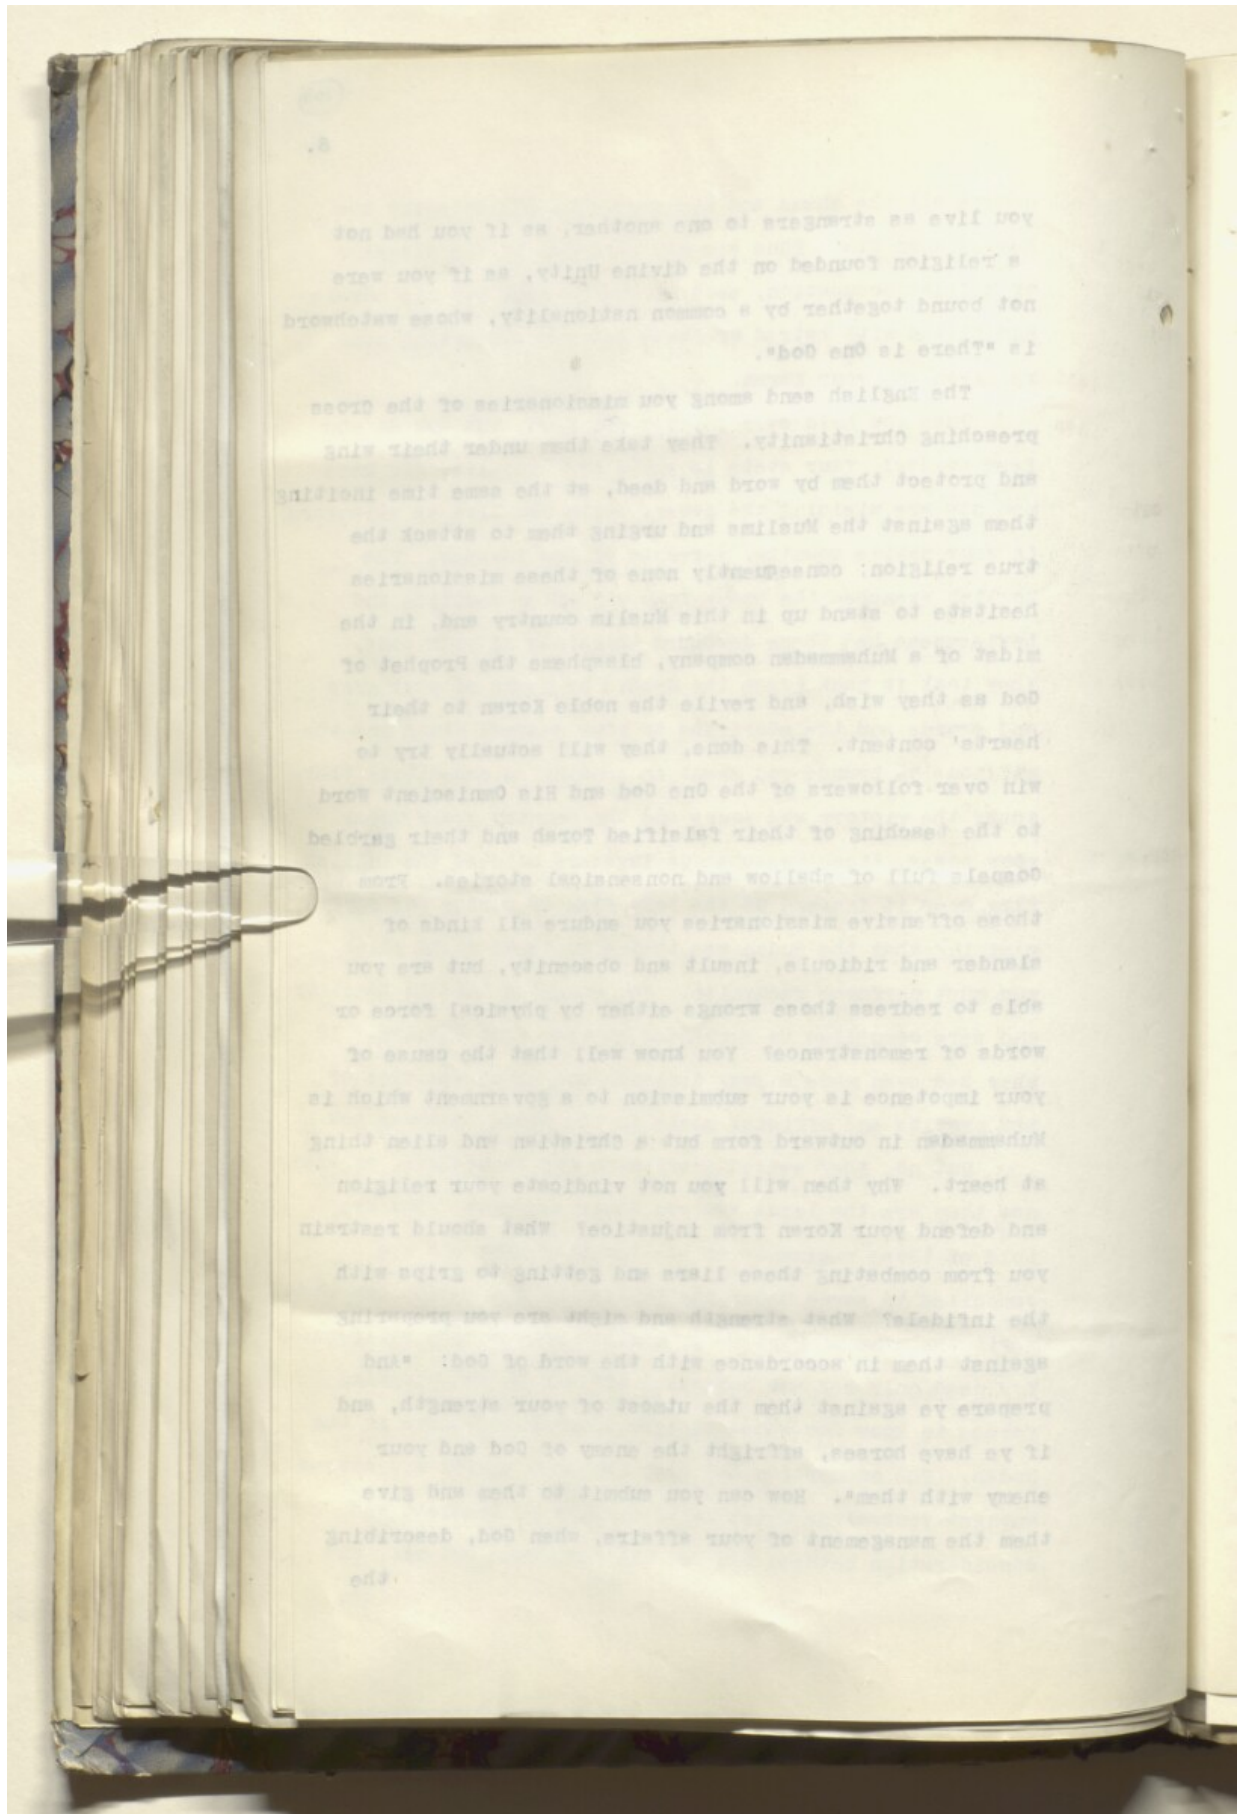 8.
you live as strangers to one another, as if you had not
a religion founded on the divine Unity, as if you were
not bound together by a common nationality, whose watchword
is "There is One God".
The English send among you missionaries of the Cross
preaching Christianity. They take them under their wing
and protect them by word and deed, at the same time inciting
them against the Muslims and urging them to attack the
true religion: consequently none of these missionaries
hesitate to stand up in this Muslim country and, in the
midst of a Muhammadan company, blaspheme the Prophet of
God as they wish, and revile the noble Koran to their
hearts' content. This done, they will actually try to
win over followers of the One God and His Omniscient Word
to the teaching of their falsified Torah and their garbled
Gospels full of shallow and nonsensical stories. From
those offensive missionaries you endure all kinds of
slander and ridicule, insult and obscenity, but are you
able to redress those wrongs either by physical force or
words of remonstrance? You know well that the cause of
your impotence is your submission to a government which is
Muhammadan in outward form but a Christian and alien thing
at heart. Why then will you not vindicate your religion
and defend your Koran from injustice? What should restrain
you from combating these liars and getting to grips with
the infidels? What strength and might are you preparing
against them in accordance with the word of God: "And
prepare ye against them the utmost of your strength, and
if ye have horses, affright the enemy of God and your
enemy with them". How can you submit to them and give
them the management of your affairs, when God, describing
the